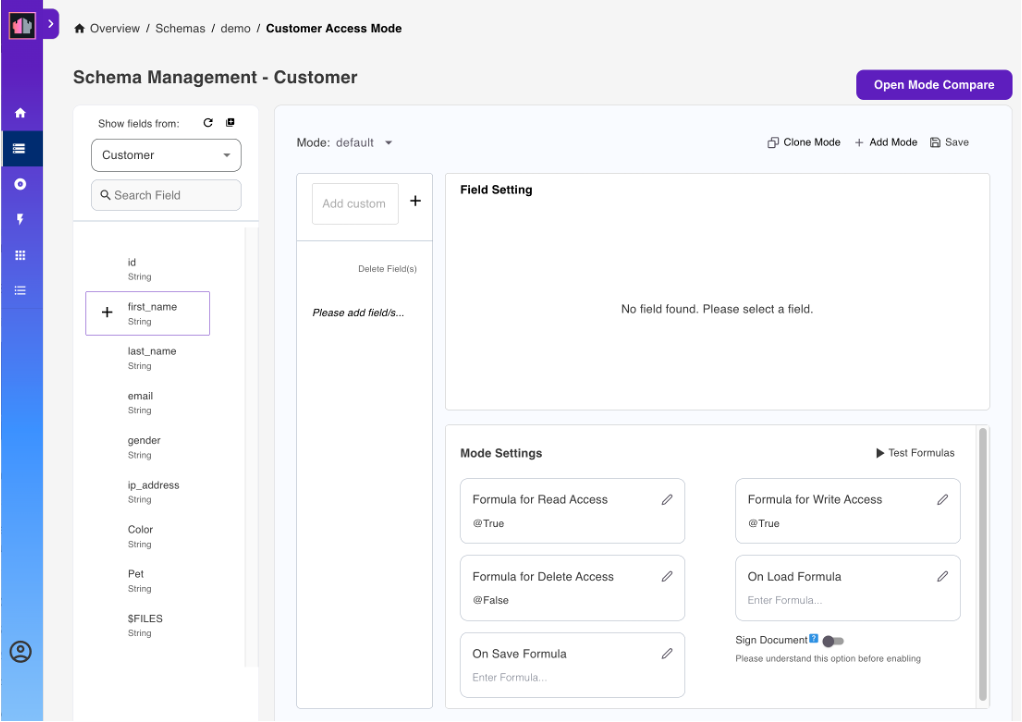 Overview / Schemas / demo / Customer Access Mode
Schema Management - Customer
Open Mode Compare
Show fields from:
Customer
Search Field
id
String
first_name
String
last_name
String
email
String
gender
String
ip_address
String
Color
String
Pet
String
$FILES
String
Mode: default
Clone Mode
Add Mode
Save
Add custom
Delete Field(s)
Please add field/s...
Field Setting
No field found. Please select a field.
Mode Settings
Test Formulas
Formula for Read Access
@True
Formula for Write Access
@True
Formula for Delete Access
@False
On Load Formula
Enter Formula...
On Save Formula
Enter Formula...
Sign Document ?
Please understand this option before enabling